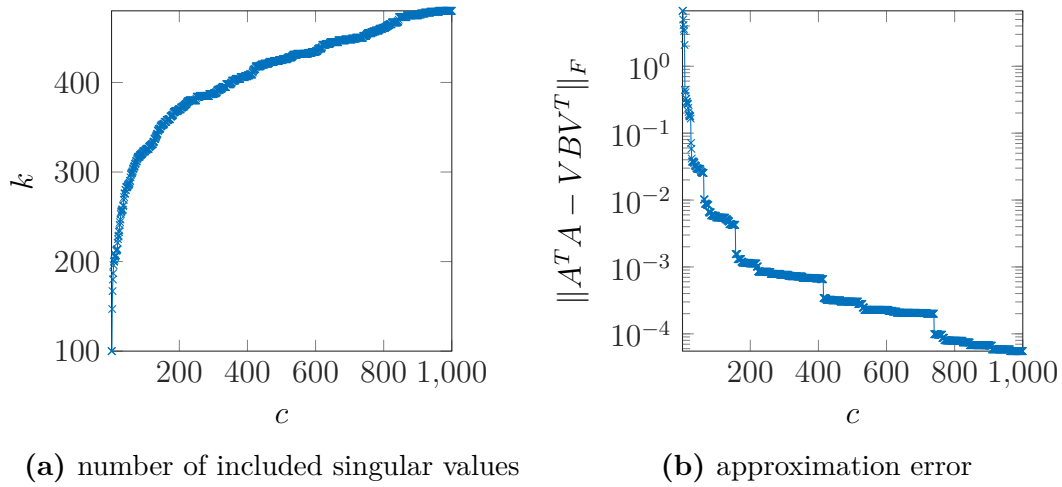 400
300
200
100
k
200 400 600 800 1,000
c
(a) number of included singular values
10^0
10^{-1}
10^{-2}
10^{-3}
10^{-4}
‖A^T A − V B V^T‖_F
200 400 600 800 1,000
c
(b) approximation error